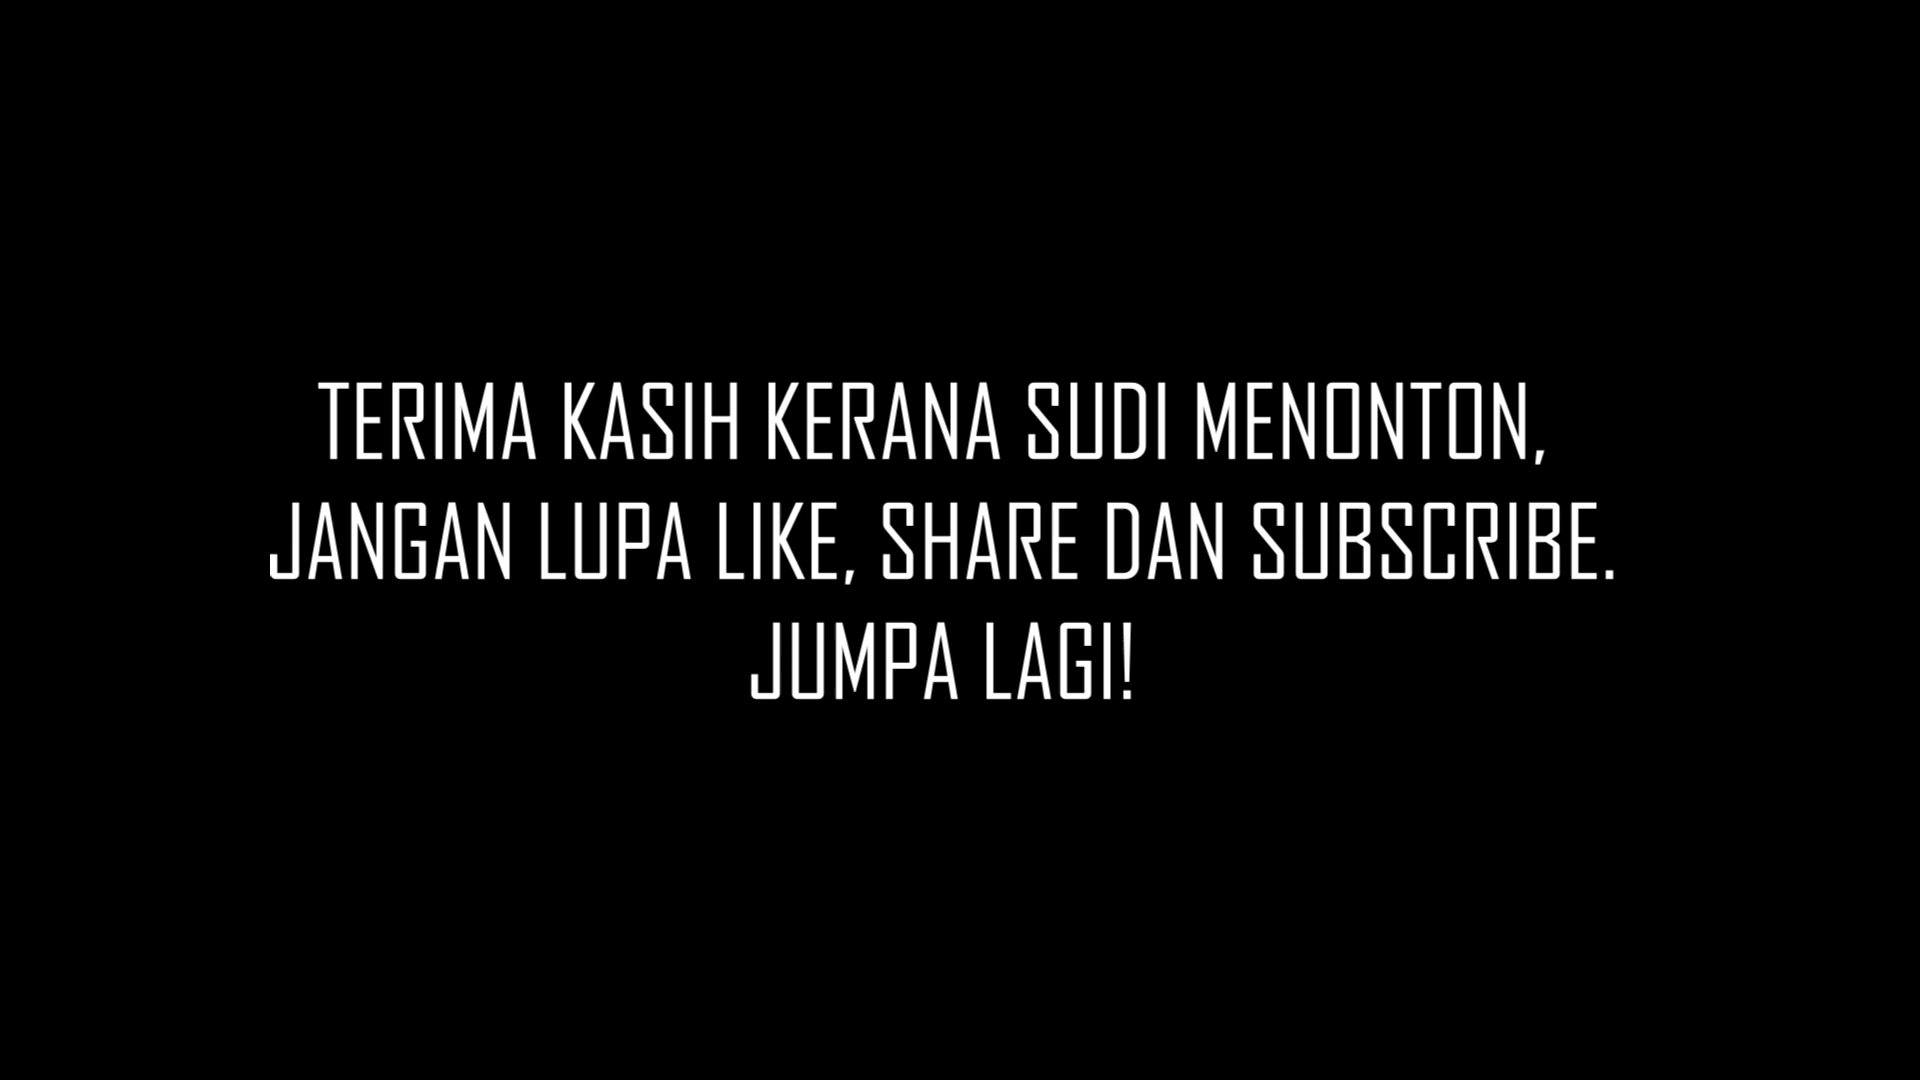 TERIMA KASIH KERANA SUDI MENONTON,
JANGAN LUPA LIKE, SHARE DAN SUBSCRIBE.
JUMPA LAGI!